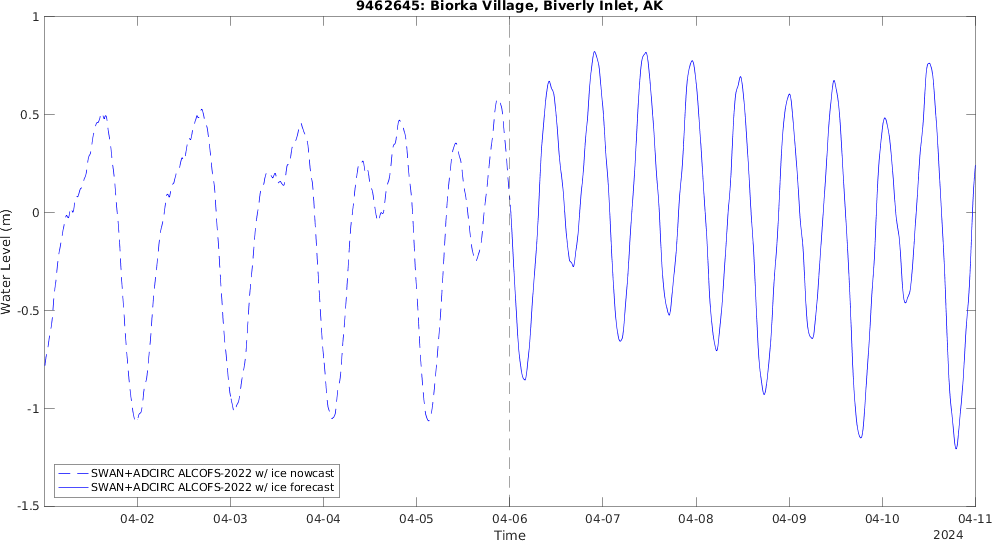 9462645: Biorka Village, Biverly Inlet, AK
1
0.5
0
-0.5
-1
-1.5
Water Level (m)
SWAN+ADCIRC ALCOFS-2022 w/ ice nowcast
SWAN+ADCIRC ALCOFS-2022 w/ ice forecast
04-02 04-03 04-04 04-05 04-06 04-07 04-08 04-09 04-10 04-11
Time
2024